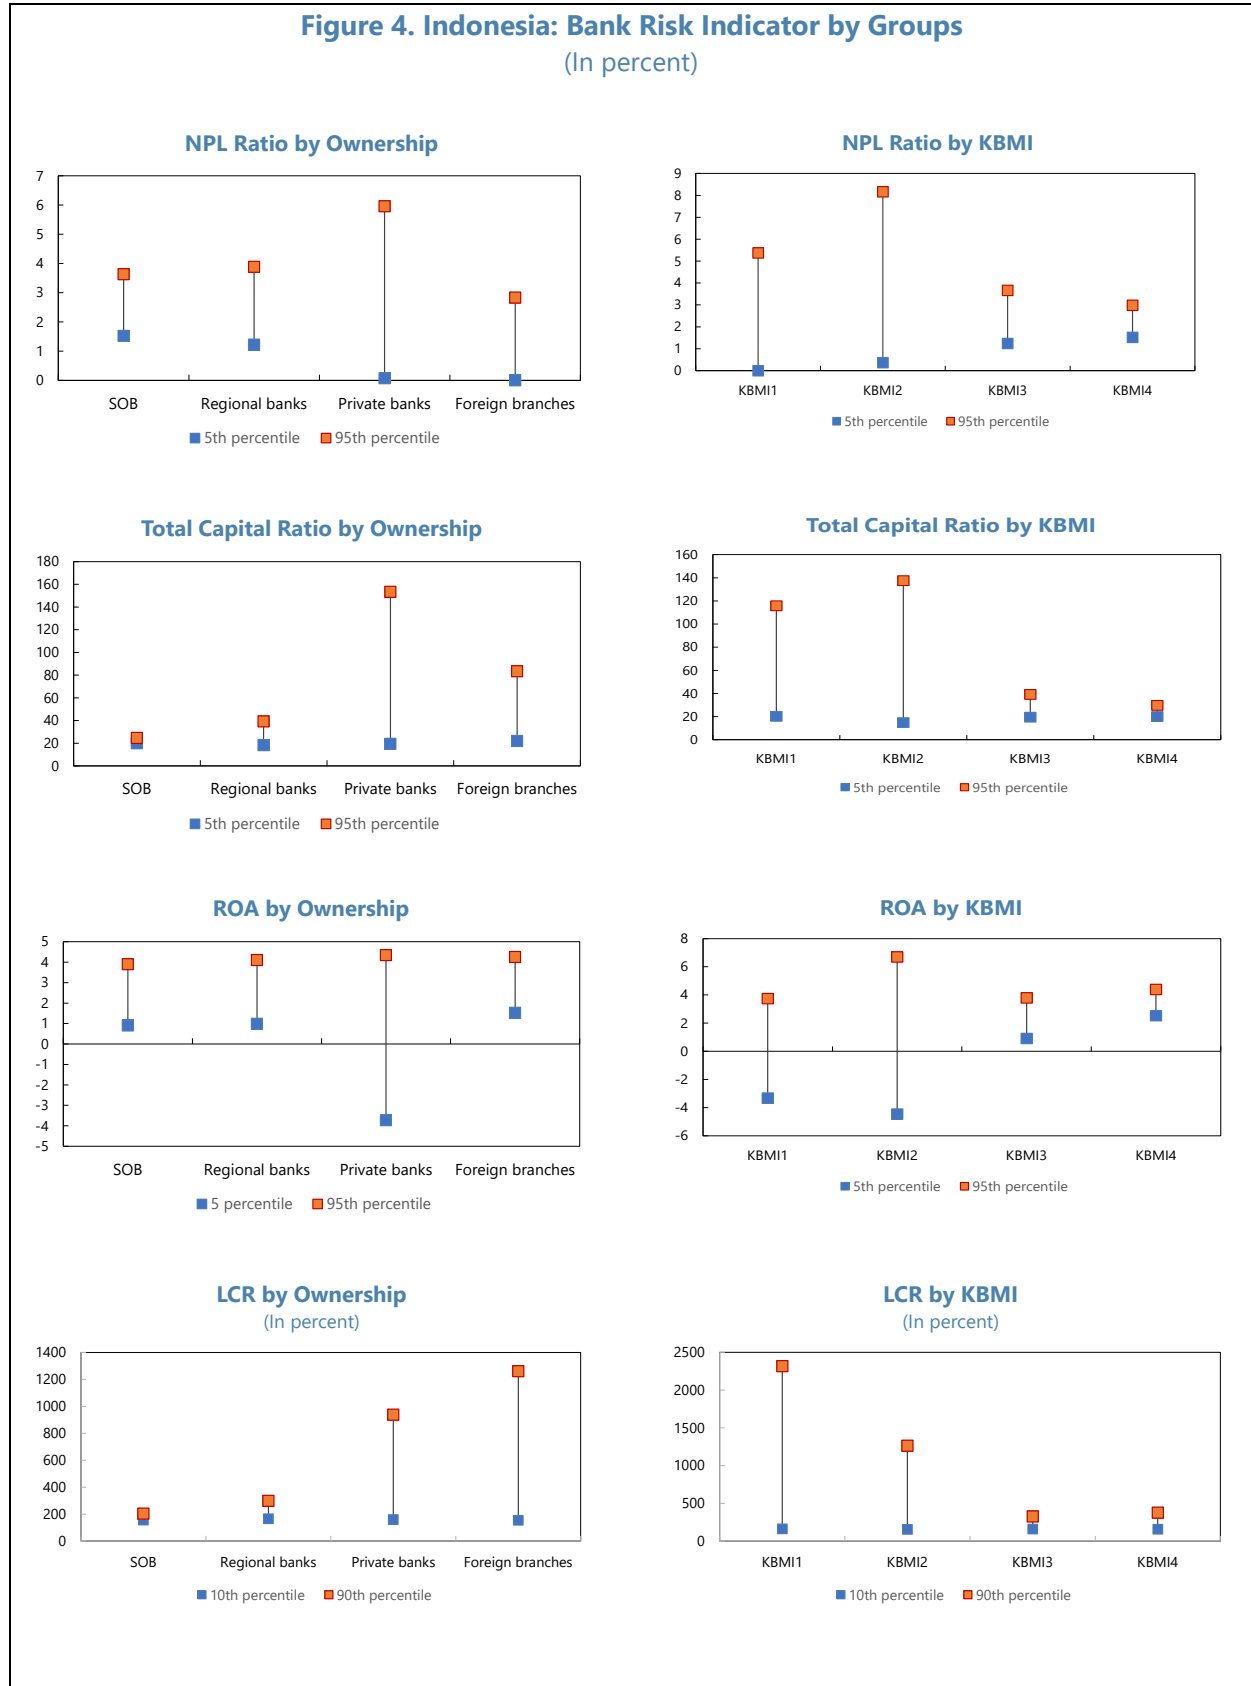 Figure 4. Indonesia: Bank Risk Indicator by Groups
(In percent)
NPL Ratio by Ownership
7
6
5
4
3
2
1
0
SOB Regional banks Private banks Foreign branches
5th percentile 95th percentile
NPL Ratio by KBMI
9
8
7
6
5
4
3
2
1
0
KBMI1 KBMI2 KBMI3 KBMI4
5th percentile 95th percentile
Total Capital Ratio by Ownership
180
160
140
120
100
80
60
40
20
0
SOB Regional banks Private banks Foreign branches
5th percentile 95th percentile
Total Capital Ratio by KBMI
160
140
120
100
80
60
40
20
0
KBMI1 KBMI2 KBMI3 KBMI4
5th percentile 95th percentile
ROA by Ownership
5
4
3
2
1
0
-1
-2
-3
-4
-5
SOB Regional banks Private banks Foreign branches
5 percentile 95th percentile
ROA by KBMI
8
6
4
2
0
-2
-4
-6
KBMI1 KBMI2 KBMI3 KBMI4
5th percentile 95th percentile
LCR by Ownership
(In percent)
1400
1200
1000
800
600
400
200
0
SOB Regional banks Private banks Foreign branches
10th percentile 90th percentile
LCR by KBMI
(In percent)
2500
2000
1500
1000
500
0
KBMI1 KBMI2 KBMI3 KBMI4
10th percentile 90th percentile